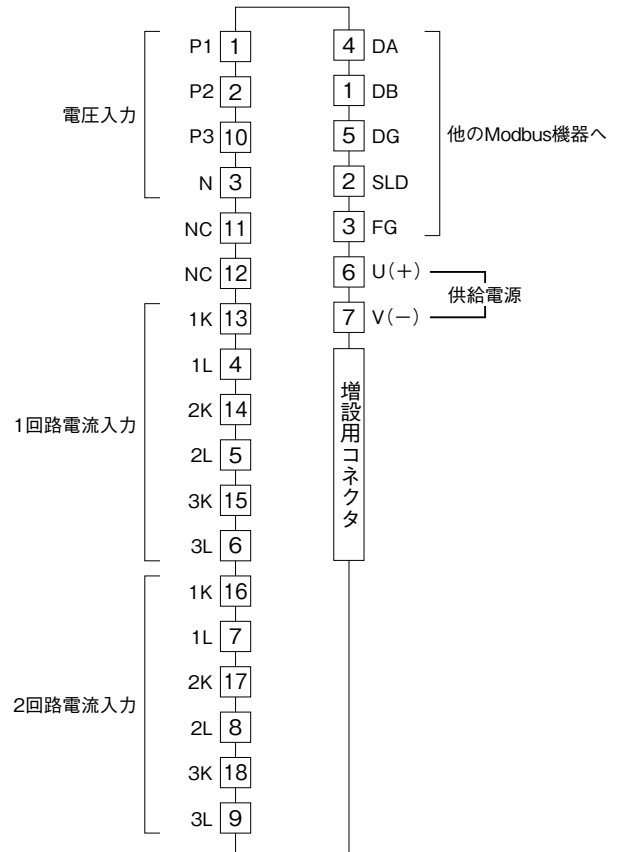 電圧入力
P1 1
P2 2
P3 10
N 3
NC 11
NC 12
1回路電流入力
1K 13
1L 4
2K 14
2L 5
3K 15
3L 6
2回路電流入力
1K 16
1L 7
2K 17
2L 8
3K 18
3L 9
4 DA
1 DB
5 DG
2 SLD
3 FG
他のModbus機器へ
6 U(+)
7 V(−)
供給電源
増設用コネクタ